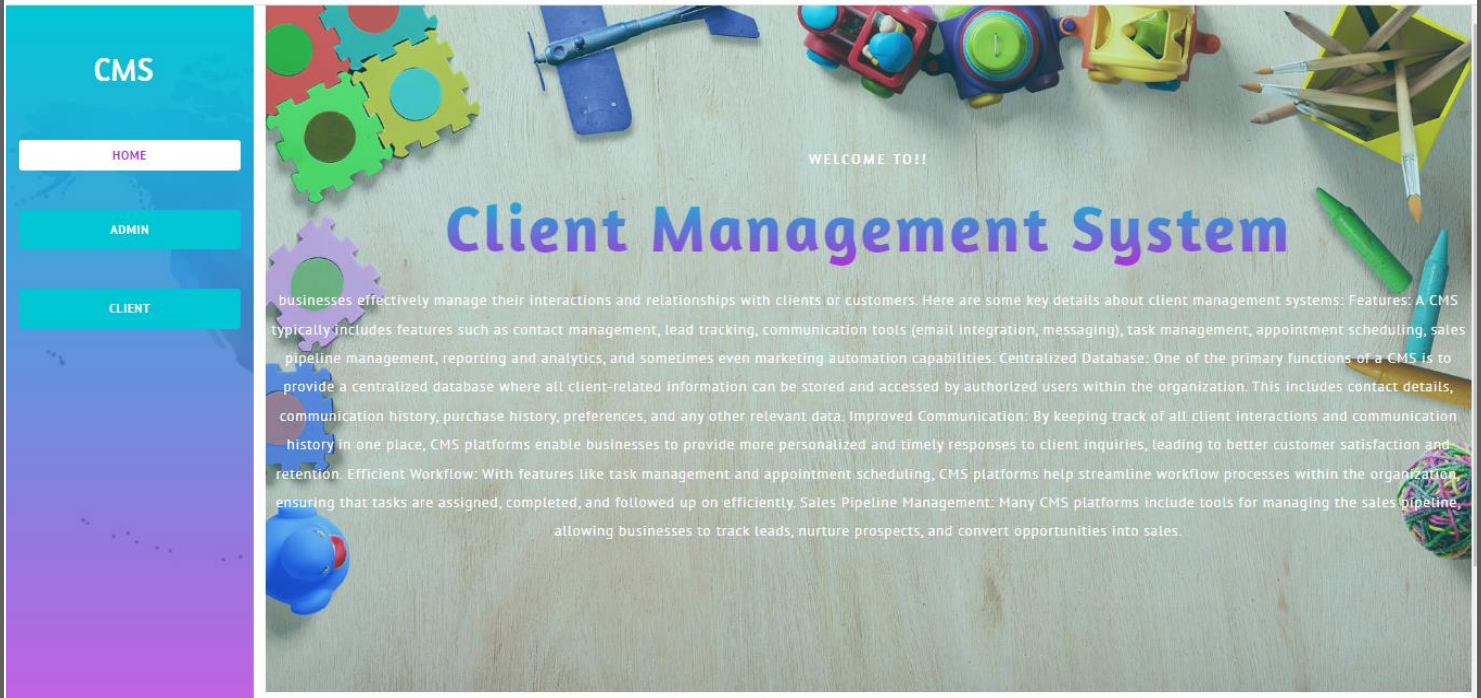 CMS
HOME
ADMIN
CLIENT
WELCOME TO!!
Client Management System
businesses effectively manage their interactions and relationships with clients or customers. Here are some key details about client management systems: Features: A CMS
typically includes features such as contact management, lead tracking, communication tools (email integration, messaging), task management, appointment scheduling, sales
pipeline management, reporting and analytics, and sometimes even marketing automation capabilities. Centralized Database: One of the primary functions of a CMS is to
provide a centralized database where all client-related information can be stored and accessed by authorized users within the organization. This includes contact details,
communication history, purchase history, preferences, and any other relevant data. Improved Communication: By keeping track of all client interactions and communication
history in one place, CMS platforms enable businesses to provide more personalized and timely responses to client inquiries, leading to better customer satisfaction and
retention. Efficient Workflow: With features like task management and appointment scheduling, CMS platforms help streamline workflow processes within the organization,
ensuring that tasks are assigned, completed, and followed up on efficiently. Sales Pipeline Management: Many CMS platforms include tools for managing the sales pipeline,
allowing businesses to track leads, nurture prospects, and convert opportunities into sales.